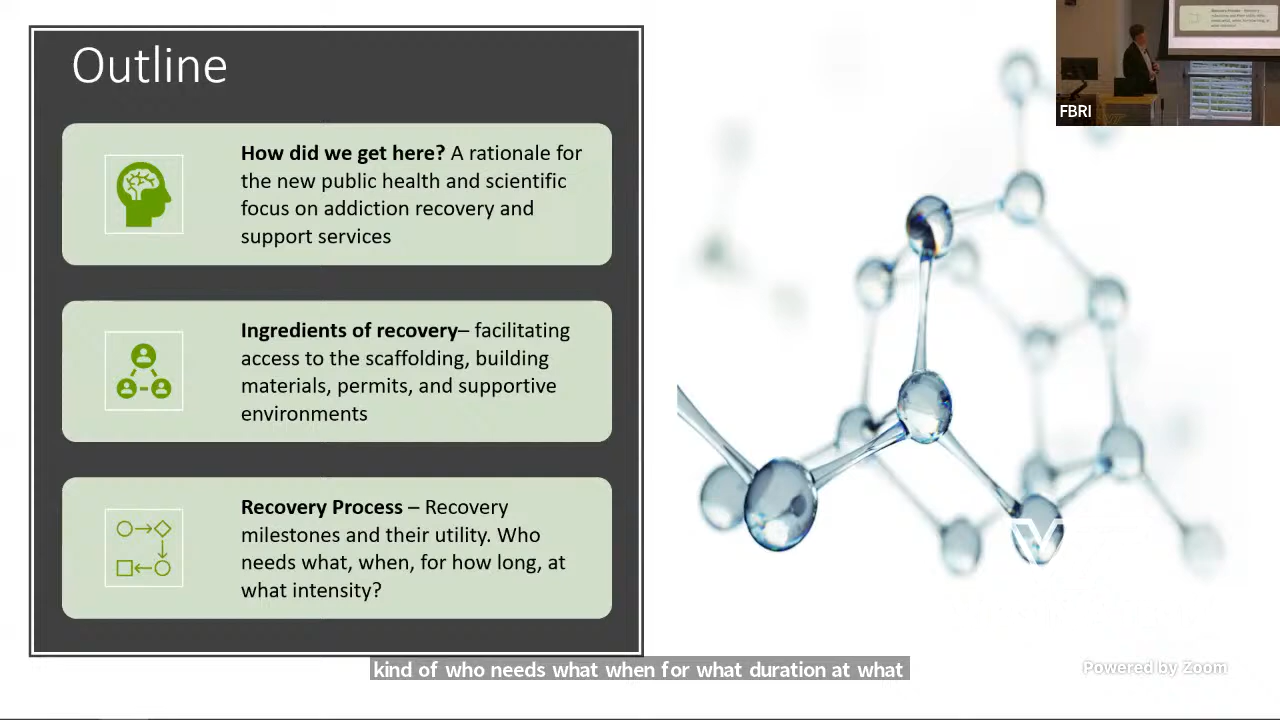 Outline
How did we get here? A rationale for
the new public health and scientific
focus on addiction recovery and
support services
Ingredients of recovery– facilitating
access to the scaffolding, building
materials, permits, and supportive
environments
Recovery Process – Recovery
milestones and their utility. Who
needs what, when, for how long, at
what intensity?
FBRI
kind of who needs what when for what duration at what
Powered by Zoom